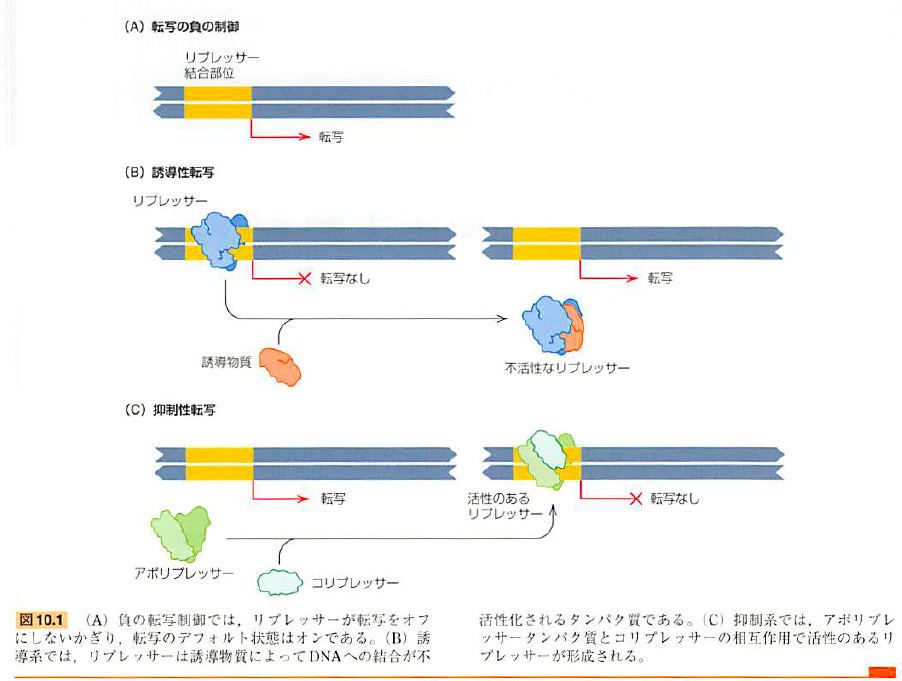 (A) 転写の負の制御
リプレッサー
結合部位
転写
(B) 誘導性転写
リプレッサー
転写なし
転写
誘導物質
不活性なリプレッサー
(C) 抑制性転写
転写
活性のある
リプレッサー
転写なし
アポリプレッサー
コリプレッサー
図10.1 (A) 負の転写制御では，リプレッサーが転写をオフ
にしないかぎり，転写のデフォルト状態はオンである。(B) 誘
導系では，リプレッサーは誘導物質によってDNAへの結合が不
活性化されるタンパク質である。(C) 抑制系では，アポリプレ
ッサータンパク質とコリプレッサーの相互作用で活性のあるリ
プレッサーが形成される。